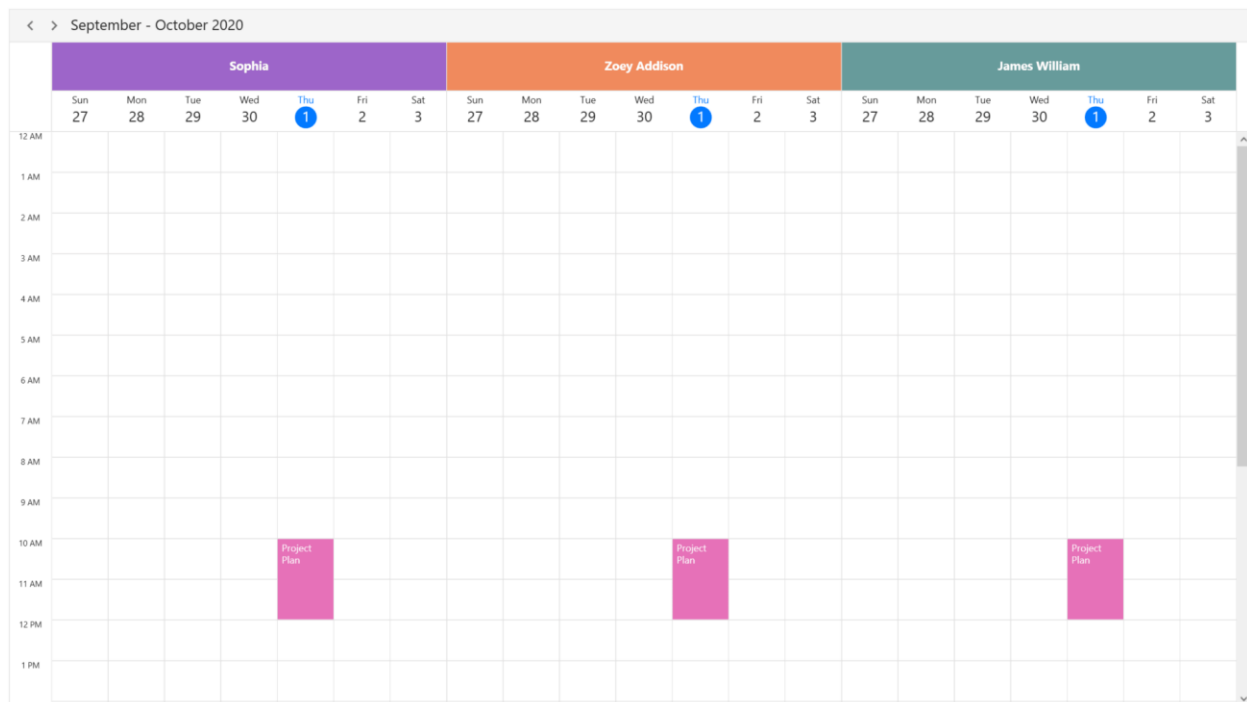 September - October 2020
Sophia Zoey Addison James William
Sun Mon Tue Wed Thu Fri Sat Sun Mon Tue Wed Thu Fri Sat Sun Mon Tue Wed Thu Fri Sat
27 28 29 30 1 2 3 27 28 29 30 1 2 3 27 28 29 30 1 2 3
12 AM
1 AM
2 AM
3 AM
4 AM
5 AM
6 AM
7 AM
8 AM
9 AM
10 AM
Project Project Project
Plan Plan Plan
11 AM
12 PM
1 PM